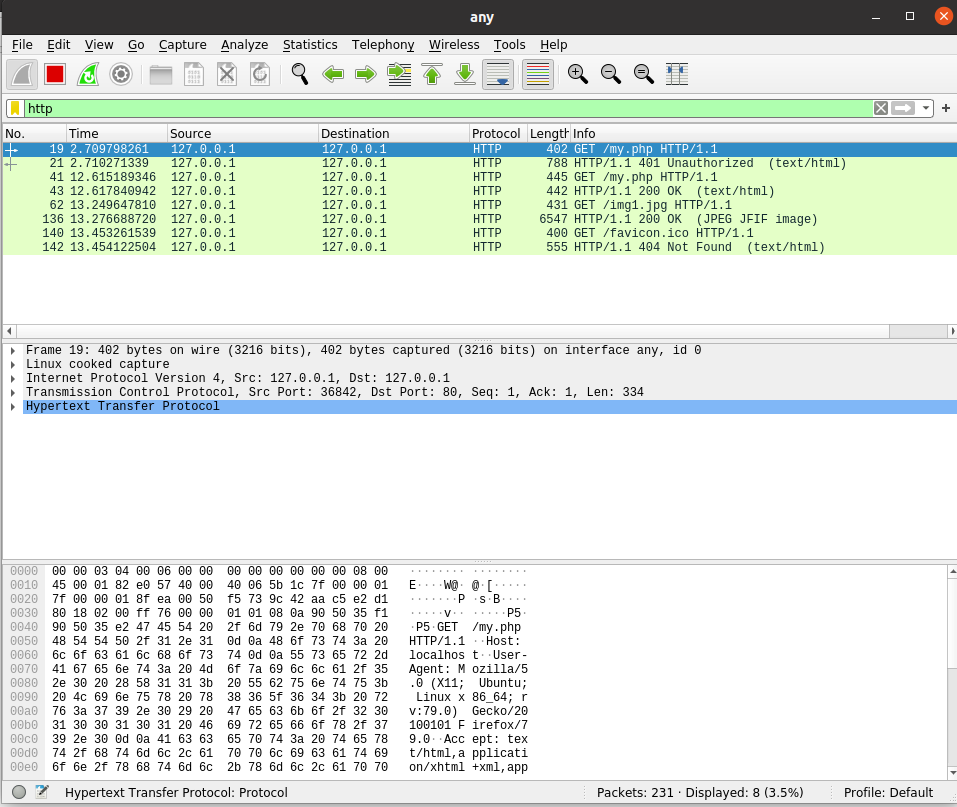 any
File Edit View Go Capture Analyze Statistics Telephony Wireless Tools Help
http
No. Time Source Destination Protocol Length Info
19 2.709798261 127.0.0.1 127.0.0.1 HTTP 402 GET /my.php HTTP/1.1
21 2.710271339 127.0.0.1 127.0.0.1 HTTP 788 HTTP/1.1 401 Unauthorized (text/html)
41 12.615189346 127.0.0.1 127.0.0.1 HTTP 445 GET /my.php HTTP/1.1
43 12.617840942 127.0.0.1 127.0.0.1 HTTP 442 HTTP/1.1 200 OK (text/html)
62 13.249647810 127.0.0.1 127.0.0.1 HTTP 431 GET /img1.jpg HTTP/1.1
136 13.276688720 127.0.0.1 127.0.0.1 HTTP 6547 HTTP/1.1 200 OK (JPEG JFIF image)
140 13.453261539 127.0.0.1 127.0.0.1 HTTP 400 GET /favicon.ico HTTP/1.1
142 13.454122504 127.0.0.1 127.0.0.1 HTTP 555 HTTP/1.1 404 Not Found (text/html)
Frame 19: 402 bytes on wire (3216 bits), 402 bytes captured (3216 bits) on interface any, id 0
Linux cooked capture
Internet Protocol Version 4, Src: 127.0.0.1, Dst: 127.0.0.1
Transmission Control Protocol, Src Port: 36842, Dst Port: 80, Seq: 1, Ack: 1, Len: 334
Hypertext Transfer Protocol
0000 00 00 03 04 00 06 00 00 00 00 00 00 00 00 08 00 ········ ········
0010 45 00 01 82 e0 57 40 00 40 06 5b 1c 7f 00 00 01 E····W@· @·[·····
0020 7f 00 00 01 8f ea 00 50 f5 73 9c 42 aa c5 e2 d1 ·······P ·s·B····
0030 80 18 02 00 ff 76 00 00 01 01 08 0a 90 50 35 f1 ·····v·· ·····P5·
0040 90 50 35 e2 47 45 54 20 2f 6d 79 2e 70 68 70 20 ·P5·GET /my.php
0050 48 54 54 50 2f 31 2e 31 0d 0a 48 6f 73 74 3a 20 HTTP/1.1 ··Host:
0060 6c 6f 63 61 6c 68 6f 73 74 0d 0a 55 73 65 72 2d localhos t··User-
0070 41 67 65 6e 74 3a 20 4d 6f 7a 69 6c 6c 61 2f 35 Agent: M ozilla/5
0080 2e 30 20 28 58 31 31 3b 20 55 62 75 6e 74 75 3b .0 (X11; Ubuntu;
0090 20 4c 69 6e 75 78 20 78 38 36 5f 36 34 3b 20 72 Linux x 86_64; r
00a0 76 3a 37 39 2e 30 29 20 47 65 63 6b 6f 2f 32 30 v:79.0) Gecko/20
00b0 31 30 30 31 30 31 20 46 69 72 65 66 6f 78 2f 37 100101 F irefox/7
00c0 39 2e 30 0d 0a 41 63 63 65 70 74 3a 20 74 65 78 9.0··Acc ept: tex
00d0 74 2f 68 74 6d 6c 2c 61 70 70 6c 69 63 61 74 69 t/html,a pplicati
00e0 6f 6e 2f 78 68 74 6d 6c 2b 78 6d 6c 2c 61 70 70 on/xhtml +xml,app
Hypertext Transfer Protocol: Protocol Packets: 231 · Displayed: 8 (3.5%) Profile: Default